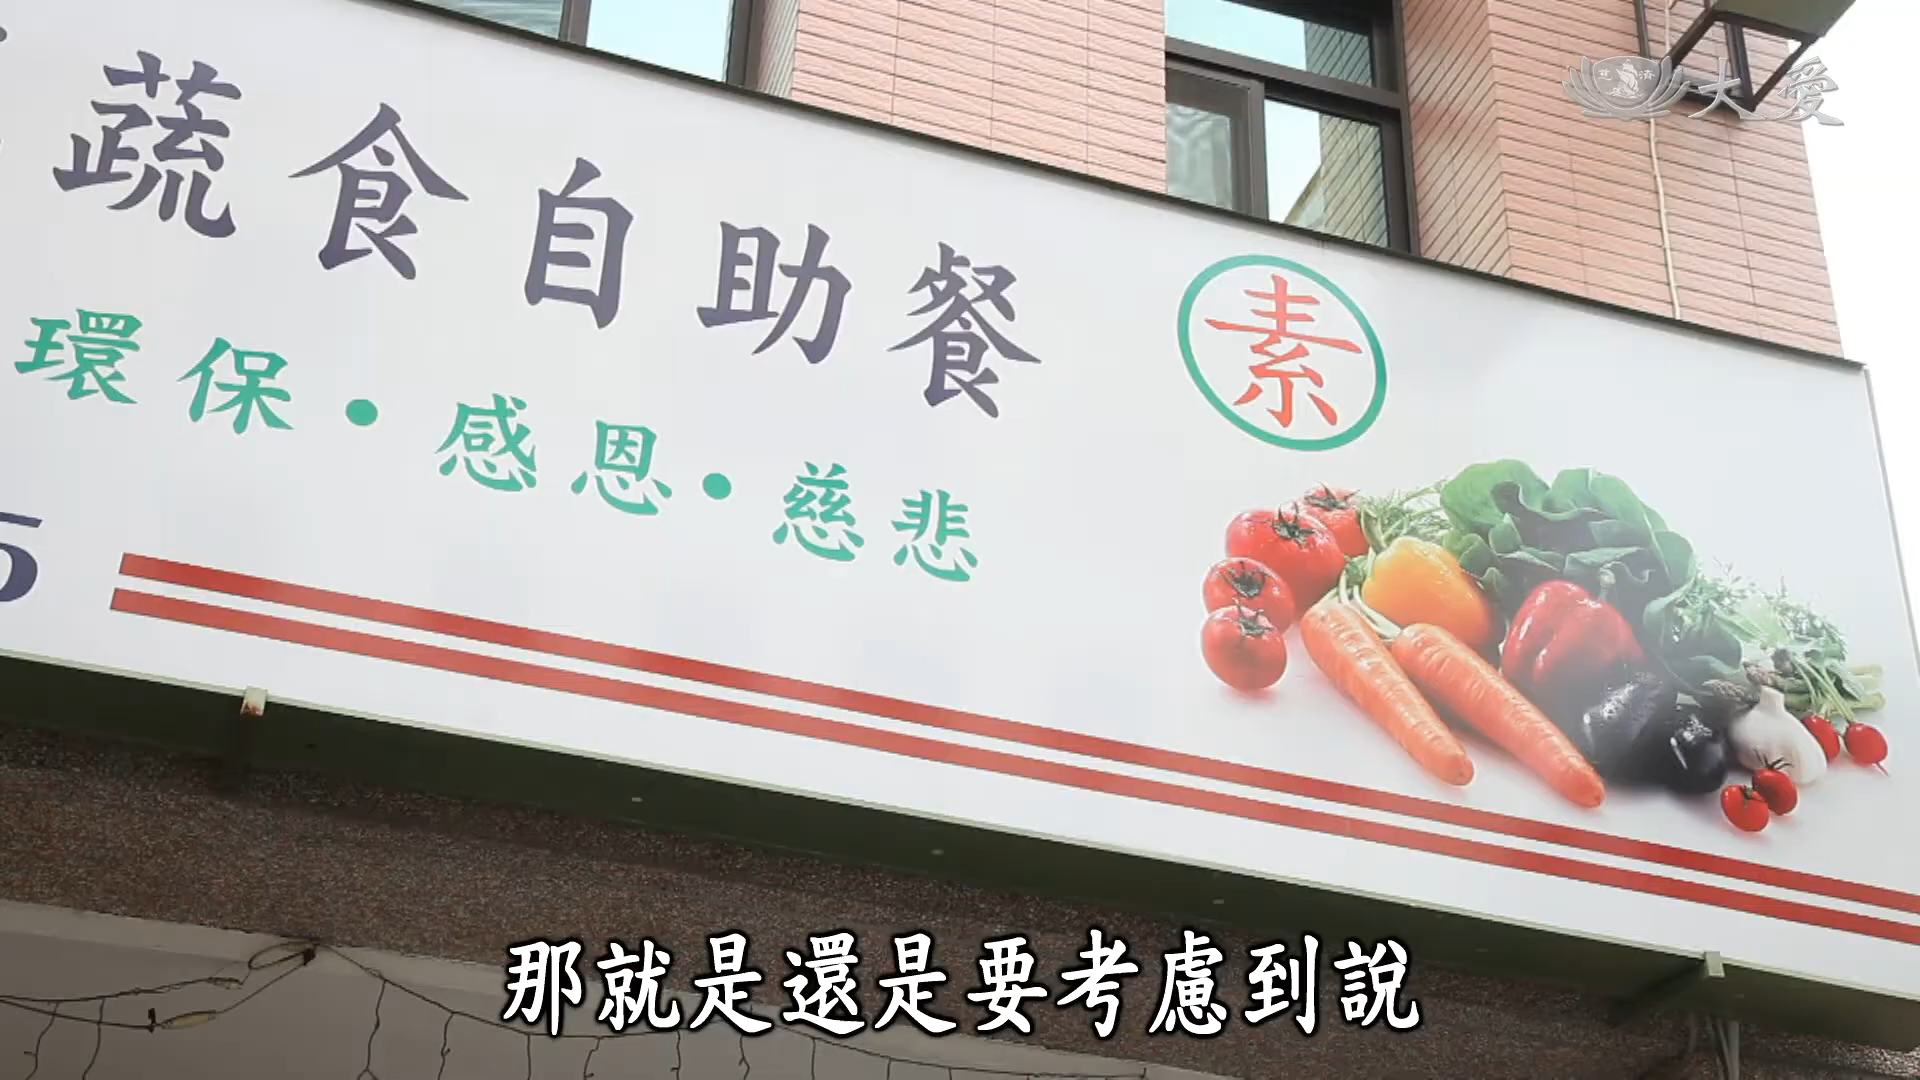 大愛
蔬食自助餐
素
環保・感恩・慈悲
5
那就是還是要考慮到說